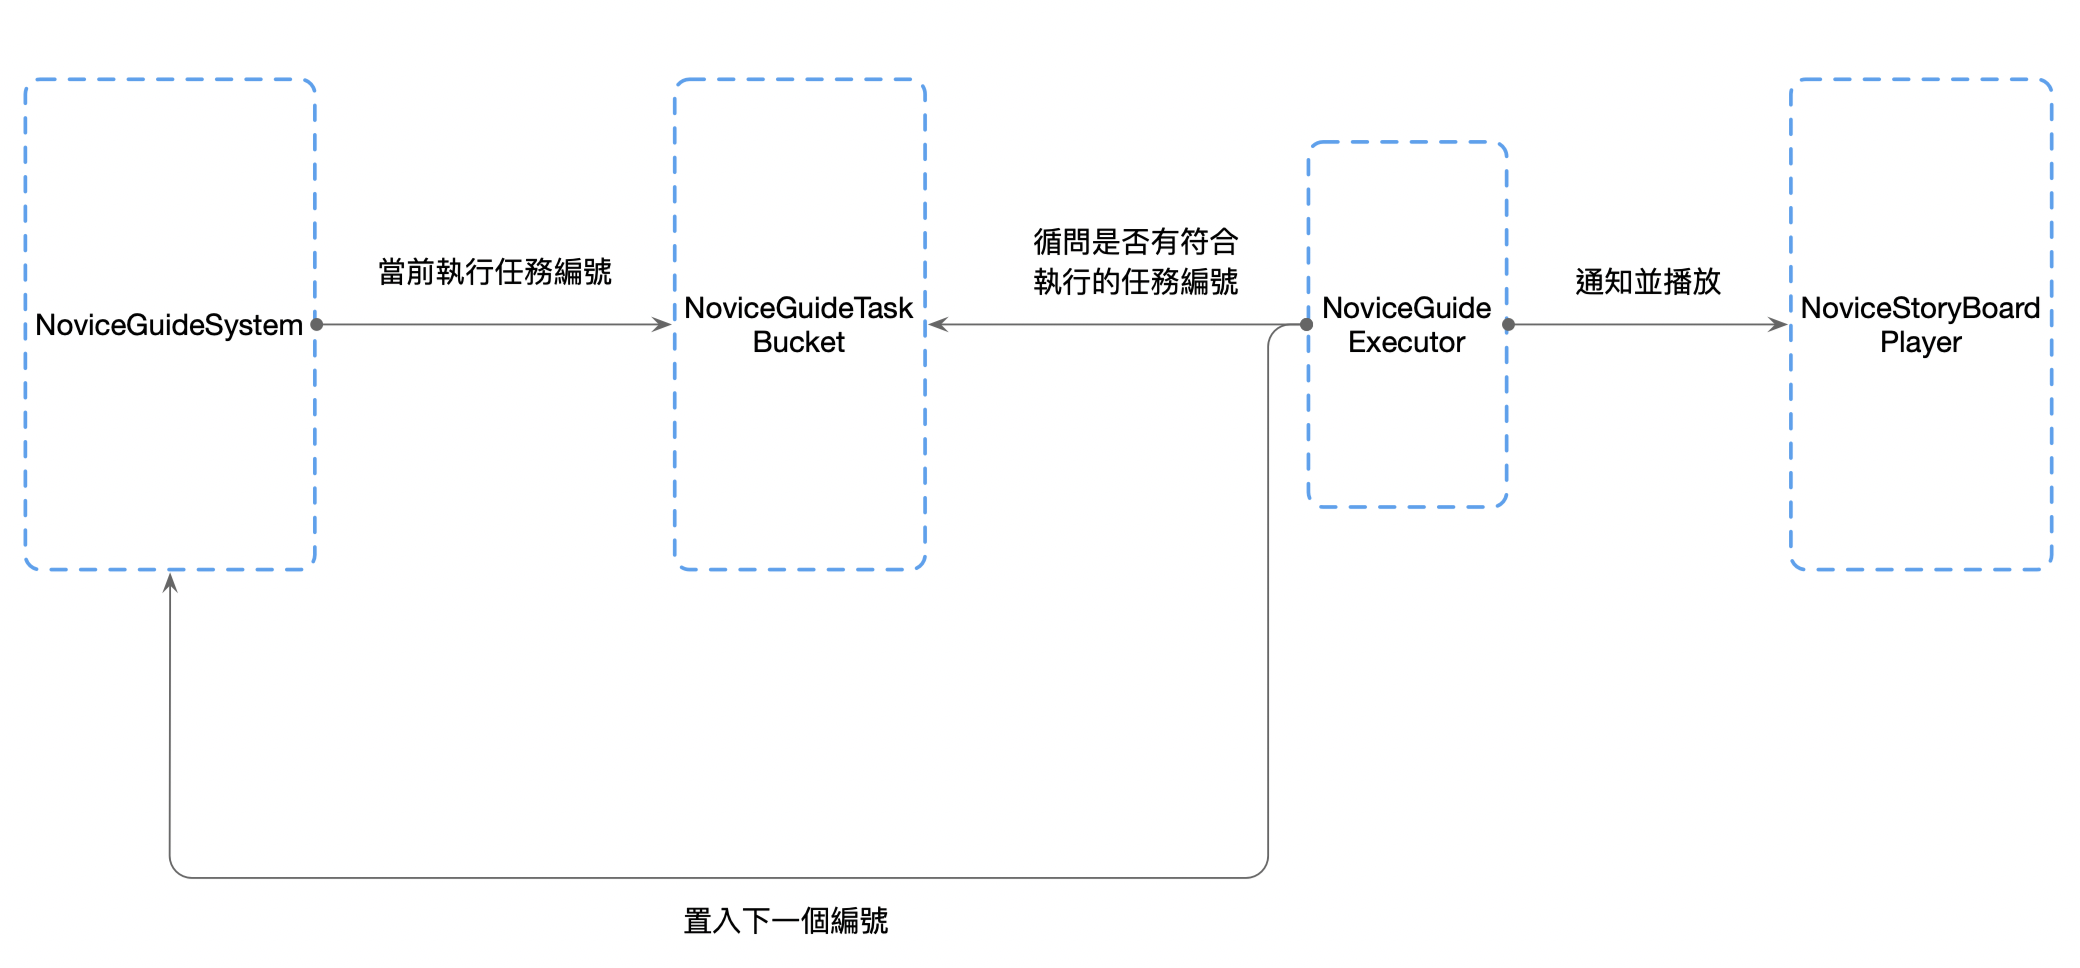 NoviceGuideSystem
當前執行任務編號
NoviceGuideTask
Bucket
循問是否有符合
執行的任務編號
NoviceGuide
Executor
通知並播放
NoviceStoryBoard
Player
置入下一個編號